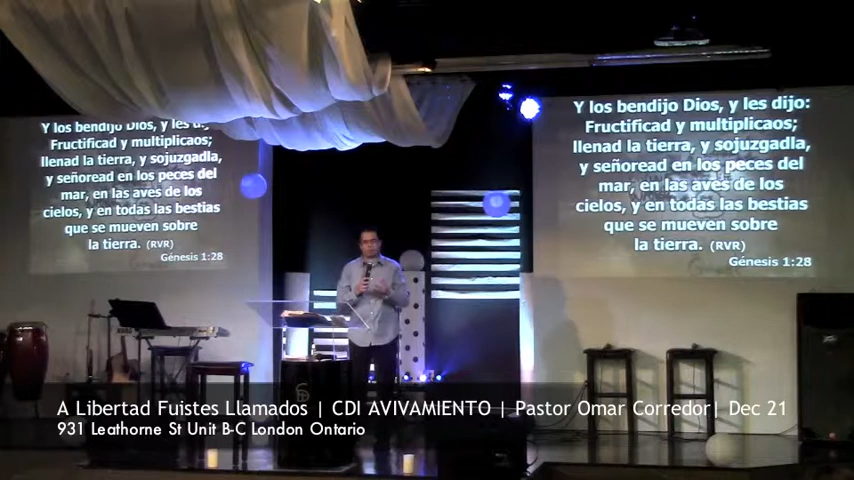 Y los bendijo Dios, y les d
Fructificad y multiplicaos;
llenad la tierra, y sojuzgadla,
y señoread en los peces del
mar, en las aves de los
cielos, y en todas las bestias
que se mueven sobre
la tierra. (RVR)
Génesis 1:28
Y los bendijo Dios, y les dijo:
Fructificad y multiplicaos;
llenad la tierra, y sojuzgadla,
y señoread en los peces del
mar, en las aves de los
cielos, y en todas las bestias
que se mueven sobre
la tierra. (RVR)
Génesis 1:28
A Libertad Fuistes Llamados | CDI AVIVAMIENTO | Pastor Omar Corredor| Dec 21
931 Leathorne St Unit B-C London Ontario